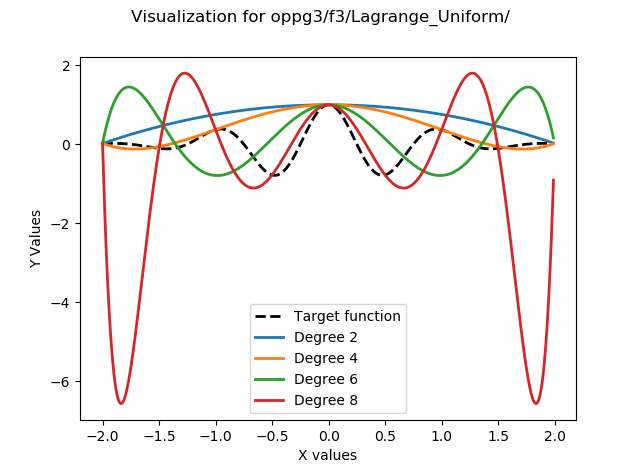 Visualization for oppg3/f3/Lagrange_Uniform/
2
0
−2
−4
−6
Y Values
Target function
Degree 2
Degree 4
Degree 6
Degree 8
−2.0 −1.5 −1.0 −0.5 0.0 0.5 1.0 1.5 2.0
X values